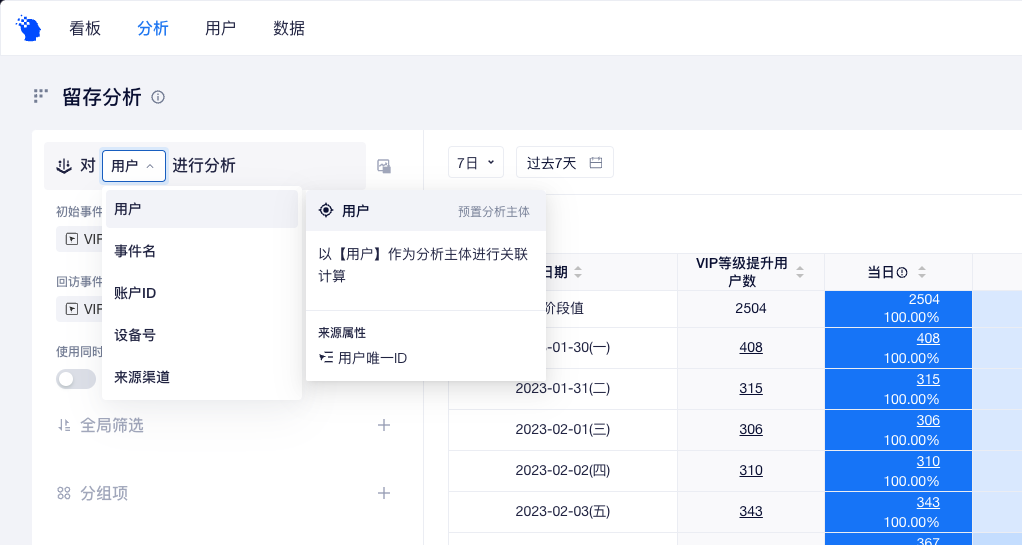 看板 分析 用户 数据
留存分析
对 用户 进行分析
7日 过去7天
用户
事件名
账户ID
设备号
来源渠道
用户 预置分析主体
以【用户】作为分析主体进行关联
计算
来源属性
用户唯一ID
初始事件
回访事件
使用同时
全局筛选
分组项
日期 VIP等级提升用
户数 当日
阶段值 2504 2504
100.00%
-01-30(一) 408 408
100.00%
2023-01-31(二) 315 315
100.00%
2023-02-01(三) 306 306
100.00%
2023-02-02(四) 310 310
100.00%
2023-02-03(五) 343 343
100.00%
367